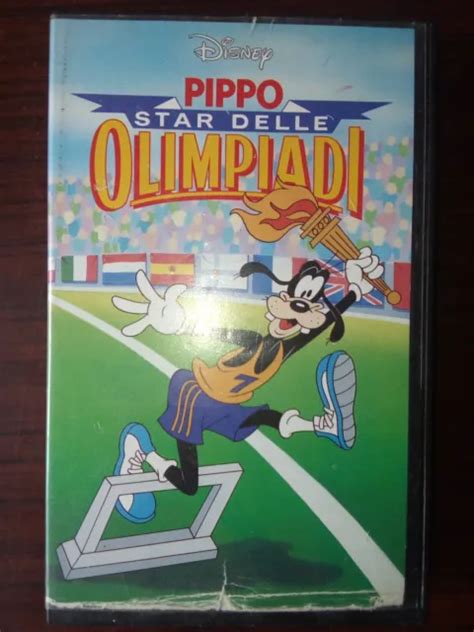 Disney
PIPPO
STAR DELLE
OLIMPIADI
7